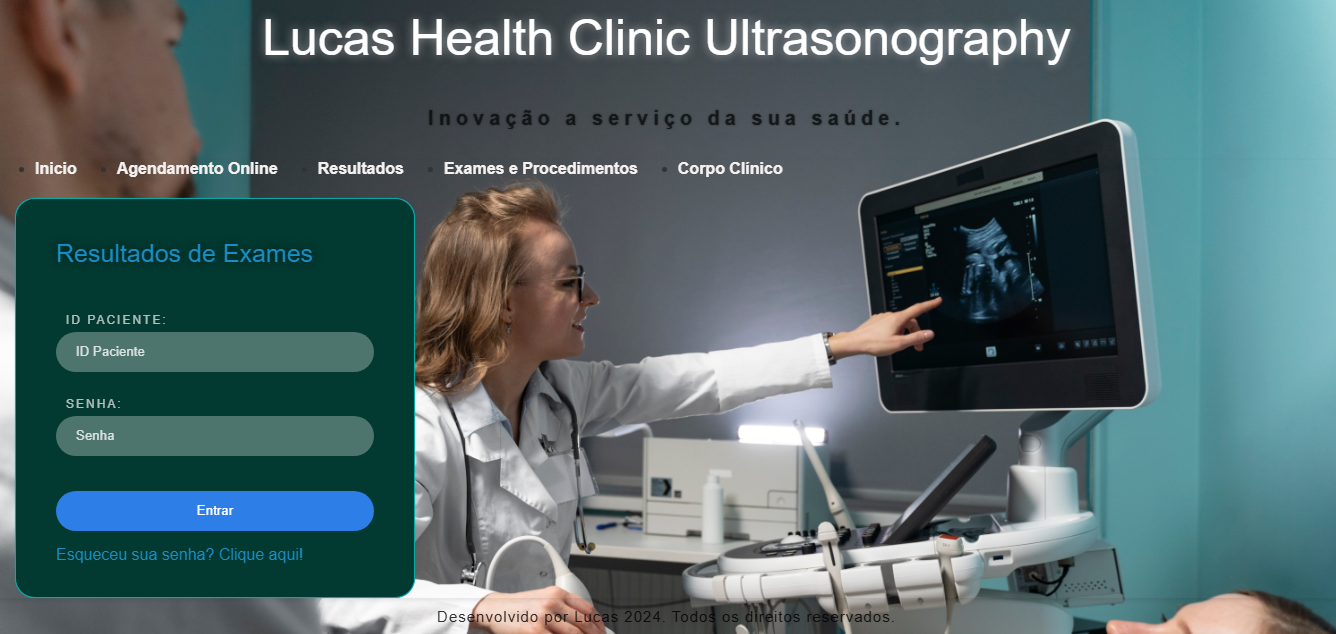 Lucas Health Clinic Ultrasonography
Inovação a serviço da sua saúde.
Inicio
Agendamento Online
Resultados
Exames e Procedimentos
Corpo Clínico
Resultados de Exames
ID PACIENTE:
ID Paciente
SENHA:
Senha
Entrar
Esqueceu sua senha? Clique aqui!
Desenvolvido por Lucas 2024. Todos os direitos reservados.